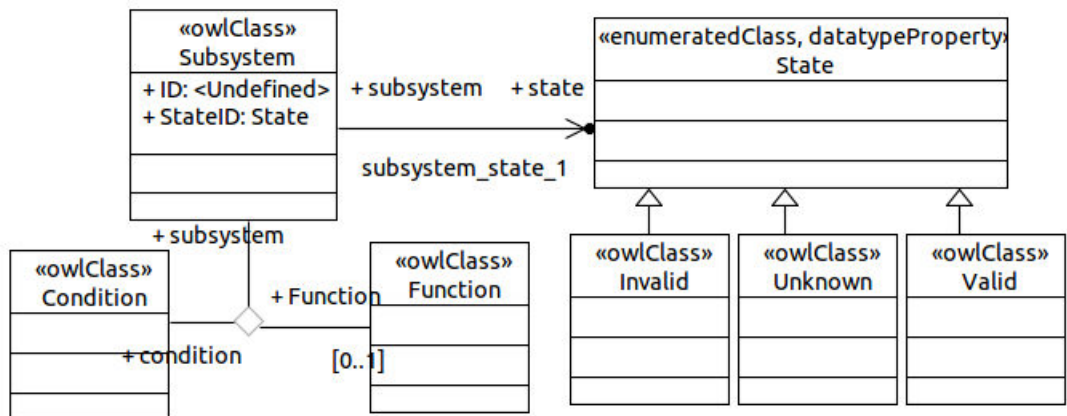 «owlClass»
Subsystem
+ ID: <Undefined>
+ StateID: State
+ subsystem
+ state
subsystem_state_1
«enumeratedClass, datatypeProperty»
State
+ subsystem
«owlClass»
Condition
+ Function
+ condition
[0..1]
«owlClass»
Function
«owlClass»
Invalid
«owlClass»
Unknown
«owlClass»
Valid